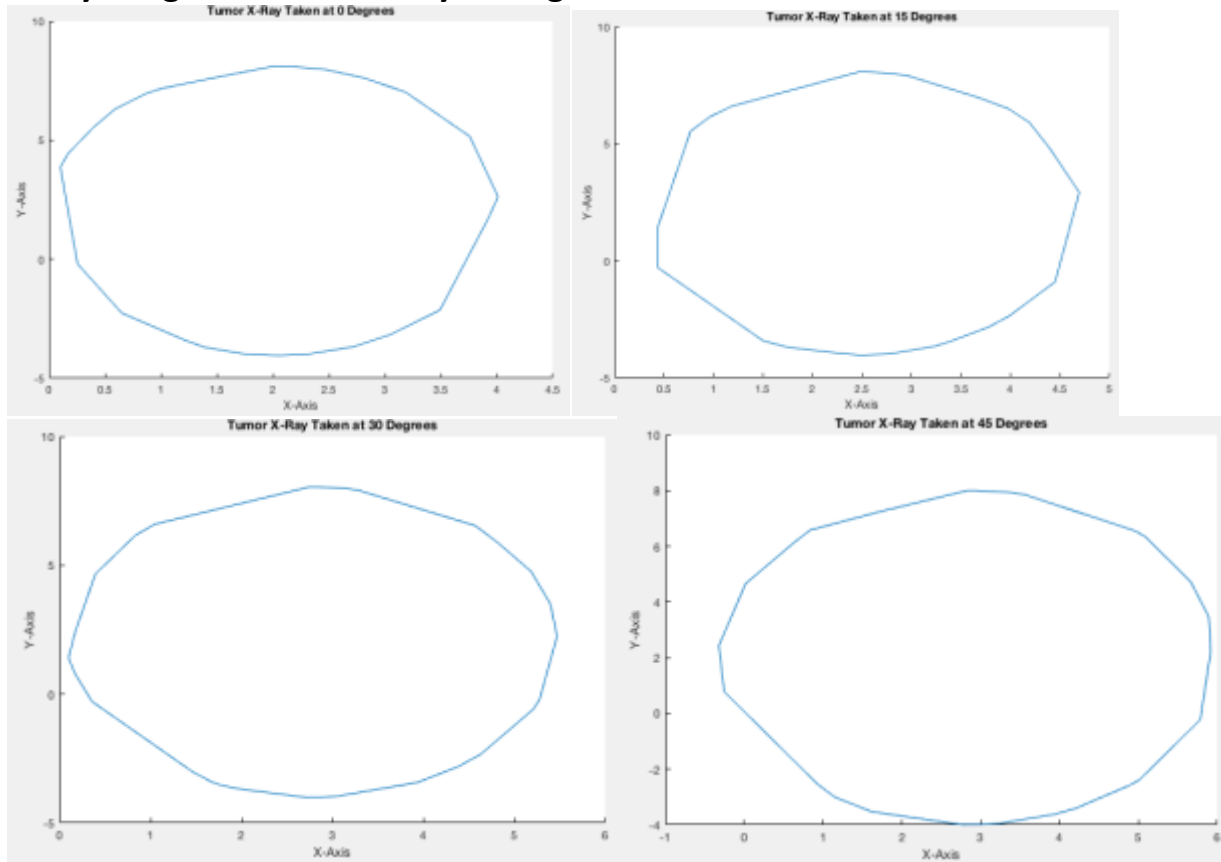 Tumor X-Ray Taken at 0 Degrees
10
5
0
-5
Y-Axis
0 0.5 1 1.5 2 2.5 3 3.5 4 4.5
X-Axis
Tumor X-Ray Taken at 15 Degrees
10
5
0
-5
Y-Axis
0 0.5 1 1.5 2 2.5 3 3.5 4 4.5 5
X-Axis
Tumor X-Ray Taken at 30 Degrees
10
5
0
-5
Y-Axis
0 1 2 3 4 5 6
X-Axis
Tumor X-Ray Taken at 45 Degrees
10
8
6
4
2
0
-2
-4
Y-Axis
-1 0 1 2 3 4 5 6
X-Axis